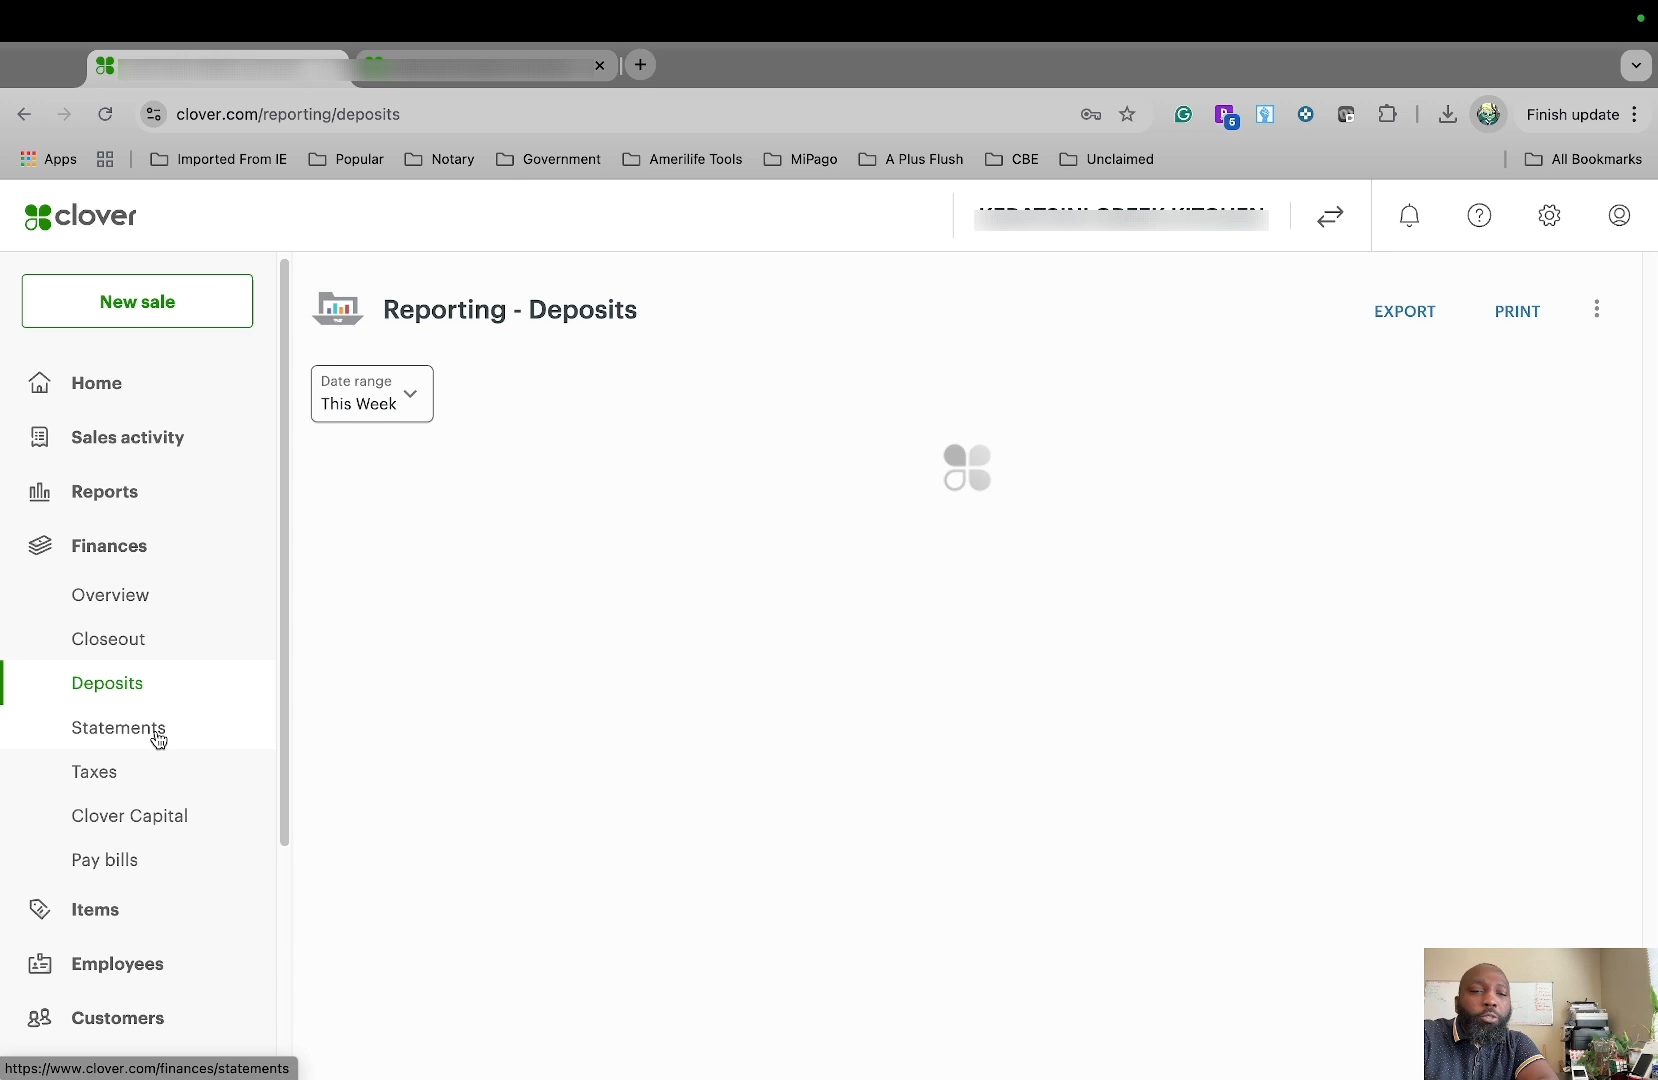 clover.com/reporting/deposits
6
Finish update
Apps
Imported From IE
Popular
Notary
Government
Amerilife Tools
MiPago
A Plus Flush
CBE
Unclaimed
All Bookmarks
clover
New sale
Home
Sales activity
Reports
Finances
Overview
Closeout
Deposits
Statements
Taxes
Clover Capital
Pay bills
Items
Employees
Customers
Reporting - Deposits
EXPORT
PRINT
Date range
This Week
https://www.clover.com/finances/statements